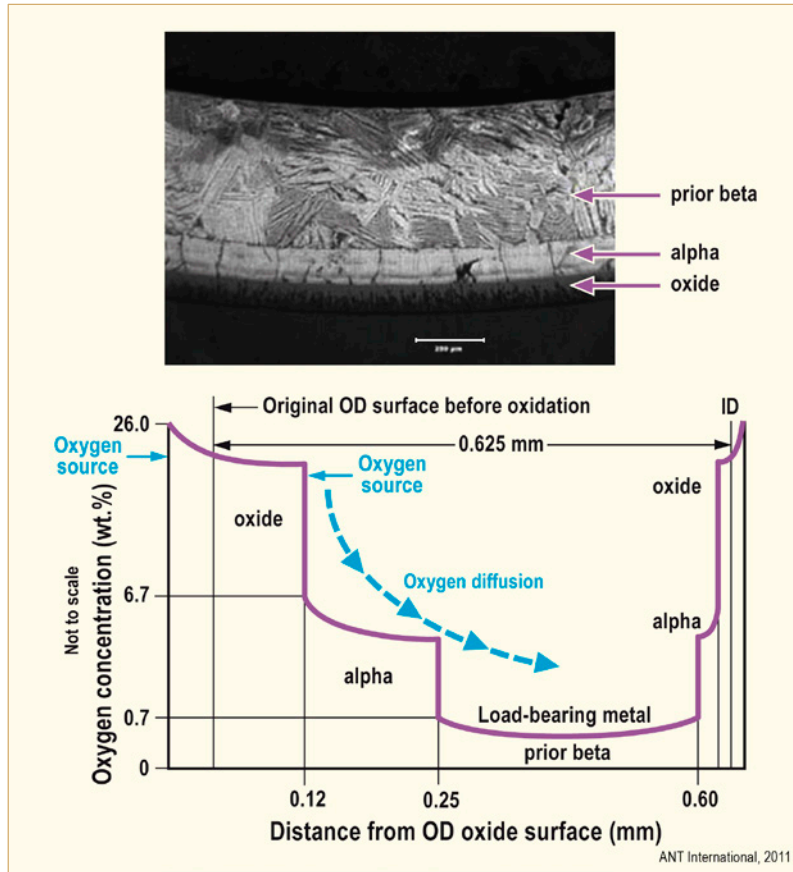 prior beta
alpha
oxide
250 µm
Original OD surface before oxidation
ID
26.0
0.625 mm
Oxygen
source
Oxygen
source
oxide
oxide
Oxygen diffusion
6.7
alpha
alpha
Load-bearing metal
0.7
prior beta
0
Not to scale
Oxygen concentration (wt.%)
0.12
0.25
0.60
Distance from OD oxide surface (mm)
ANT International, 2011